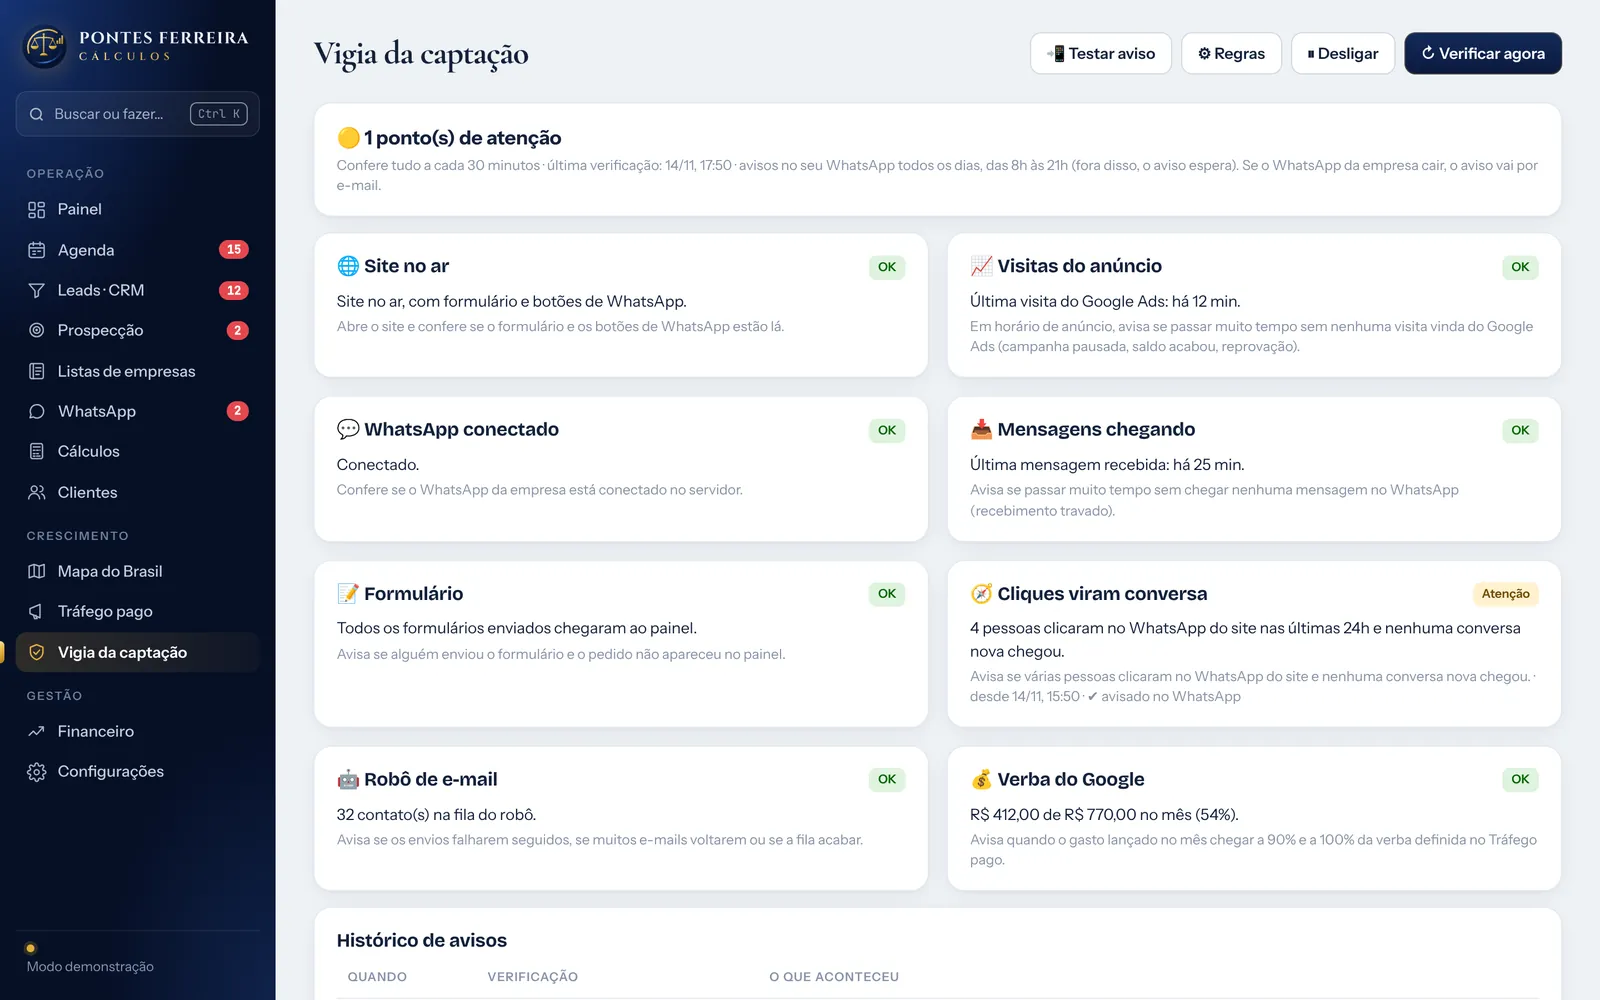 PONTES FERREIRA
CÁLCULOS
Buscar ou fazer...
Ctrl K
OPERAÇÃO
Painel
Agenda
15
Leads · CRM
12
Prospecção
2
Listas de empresas
WhatsApp
2
Cálculos
Clientes
CRESCIMENTO
Mapa do Brasil
Tráfego pago
Vigia da captação
GESTÃO
Financeiro
Configurações
Modo demonstração
Vigia da captação
Testar aviso
Regras
Desligar
Verificar agora
1 ponto(s) de atenção
Confere tudo a cada 30 minutos · última verificação: 14/11, 17:50 · avisos no seu WhatsApp todos os dias, das 8h às 21h (fora disso, o aviso espera). Se o WhatsApp da empresa cair, o aviso vai por
e-mail.
Site no ar
OK
Site no ar, com formulário e botões de WhatsApp.
Abre o site e confere se o formulário e os botões de WhatsApp estão lá.
Visitas do anúncio
OK
Última visita do Google Ads: há 12 min.
Em horário de anúncio, avisa se passar muito tempo sem nenhuma visita vinda do Google
Ads (campanha pausada, saldo acabou, reprovação).
WhatsApp conectado
OK
Conectado.
Confere se o WhatsApp da empresa está conectado no servidor.
Mensagens chegando
OK
Última mensagem recebida: há 25 min.
Avisa se passar muito tempo sem chegar nenhuma mensagem no WhatsApp
(recebimento travado).
Formulário
OK
Todos os formulários enviados chegaram ao painel.
Avisa se alguém enviou o formulário e o pedido não apareceu no painel.
Cliques viram conversa
Atenção
4 pessoas clicaram no WhatsApp do site nas últimas 24h e nenhuma conversa
nova chegou.
Avisa se várias pessoas clicaram no WhatsApp do site e nenhuma conversa nova chegou. ·
desde 14/11, 15:50 · ✔ avisado no WhatsApp
Robô de e-mail
OK
32 contato(s) na fila do robô.
Avisa se os envios falharem seguidos, se muitos e-mails voltarem ou se a fila acabar.
Verba do Google
OK
R$ 412,00 de R$ 770,00 no mês (54%).
Avisa quando o gasto lançado no mês chegar a 90% e a 100% da verba definida no Tráfego
pago.
Histórico de avisos
QUANDO
VERIFICAÇÃO
O QUE ACONTECEU